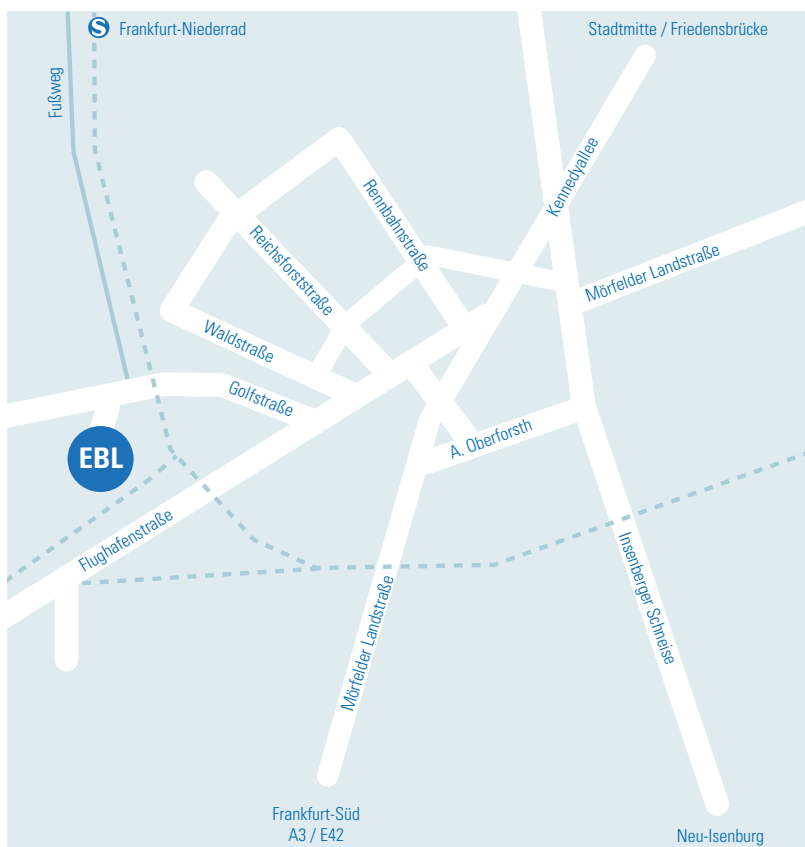 S Frankfurt-Niederrad
Stadtmitte / Friedensbrücke
Fußweg
Kennedyallee
Rennbahnstraße
Reichsforststraße
Mörfelder Landstraße
Waldstraße
Golfstraße
A. Oberforsth
EBL
Flughafenstraße
Insenberger Schneise
Mörfelder Landstraße
Frankfurt-Süd
A3 / E42
Neu-Isenburg